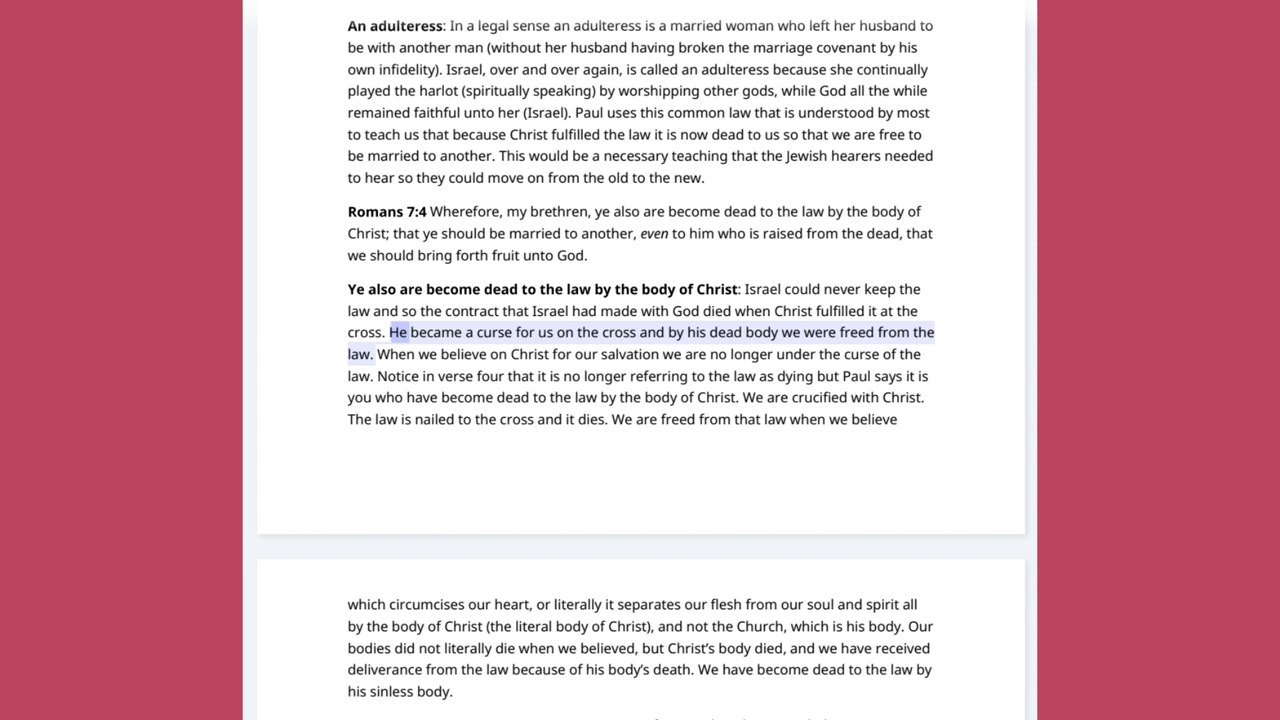 An adulteress: In a legal sense an adulteress is a married woman who left her husband to
be with another man (without her husband having broken the marriage covenant by his
own infidelity). Israel, over and over again, is called an adulteress because she continually
played the harlot (spiritually speaking) by worshipping other gods, while God all the while
remained faithful unto her (Israel). Paul uses this common law that is understood by most
to teach us that because Christ fulfilled the law it is now dead to us so that we are free to
be married to another. This would be a necessary teaching that the Jewish hearers needed
to hear so they could move on from the old to the new.
Romans 7:4 Wherefore, my brethren, ye also are become dead to the law by the body of
Christ; that ye should be married to another, even to him who is raised from the dead, that
we should bring forth fruit unto God.
Ye also are become dead to the law by the body of Christ: Israel could never keep the
law and so the contract that Israel had made with God died when Christ fulfilled it at the
cross. He became a curse for us on the cross and by his dead body we were freed from the
law. When we believe on Christ for our salvation we are no longer under the curse of the
law. Notice in verse four that it is no longer referring to the law as dying but Paul says it is
you who have become dead to the law by the body of Christ. We are crucified with Christ.
The law is nailed to the cross and it dies. We are freed from that law when we believe
which circumcises our heart, or literally it separates our flesh from our soul and spirit all
by the body of Christ (the literal body of Christ), and not the Church, which is his body. Our
bodies did not literally die when we believed, but Christ’s body died, and we have received
deliverance from the law because of his body’s death. We have become dead to the law by
his sinless body.